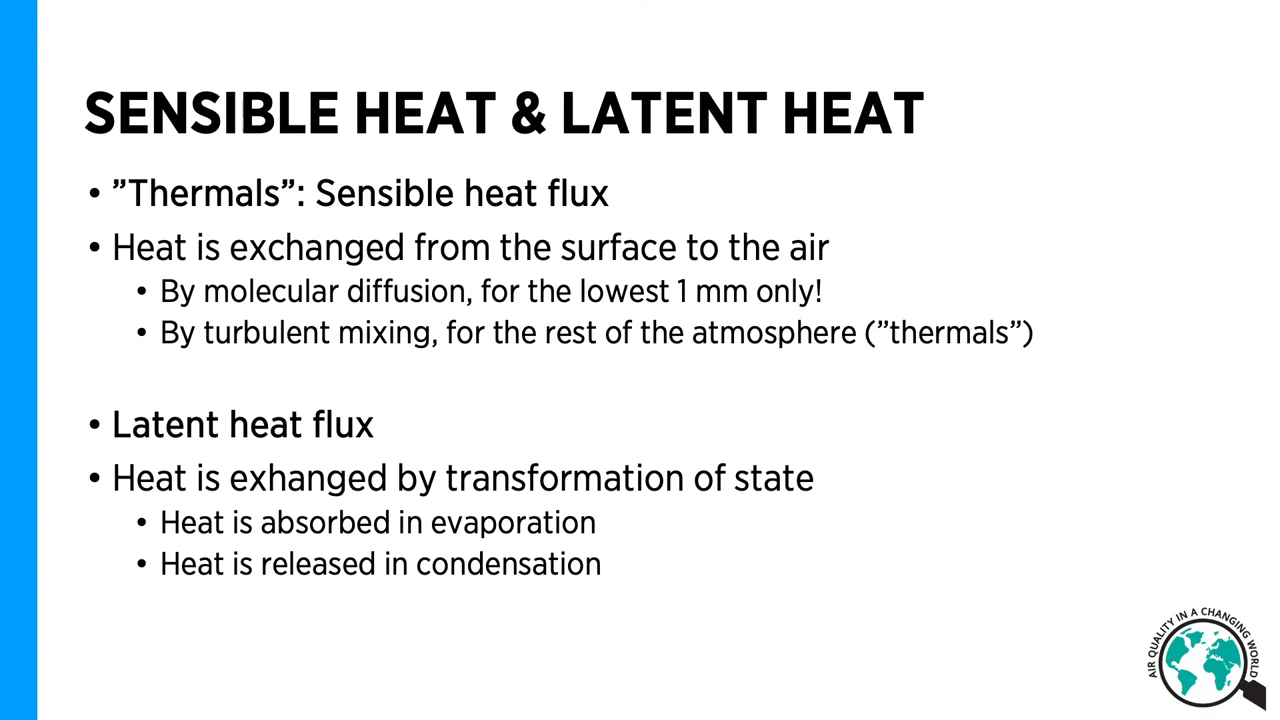 SENSIBLE HEAT & LATENT HEAT
• ”Thermals”: Sensible heat flux
• Heat is exchanged from the surface to the air
• By molecular diffusion, for the lowest 1 mm only!
• By turbulent mixing, for the rest of the atmosphere (”thermals”)
• Latent heat flux
• Heat is exhanged by transformation of state
• Heat is absorbed in evaporation
• Heat is released in condensation
AIR QUALITY IN A CHANGING WORLD